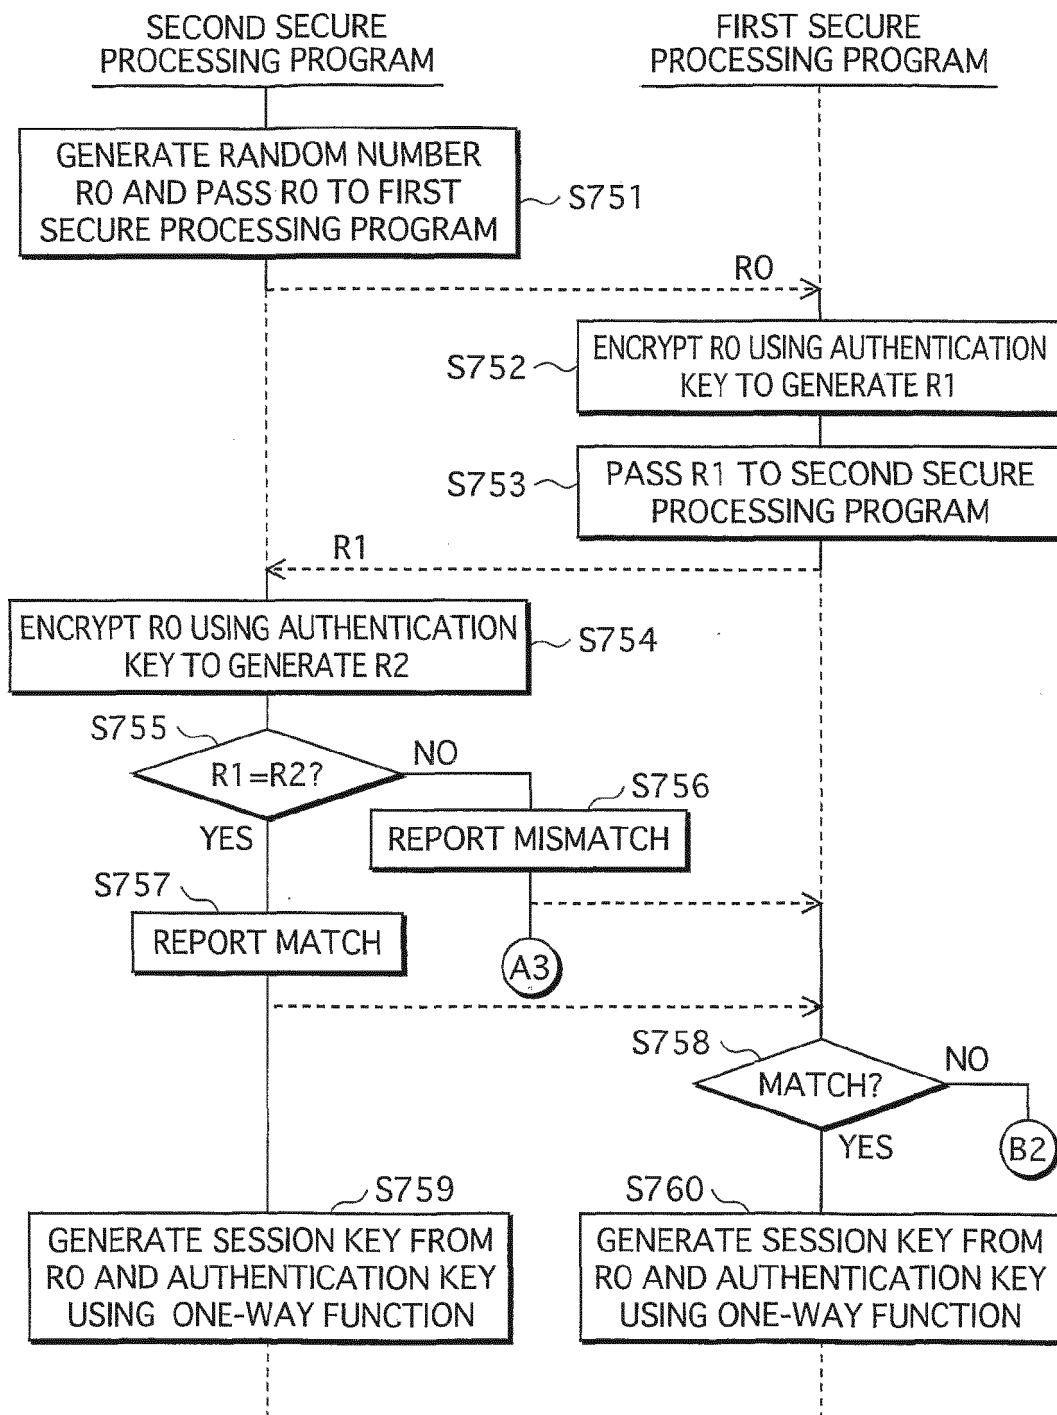 SECOND SECURE
PROCESSING PROGRAM
FIRST SECURE
PROCESSING PROGRAM
GENERATE RANDOM NUMBER
R0 AND PASS R0 TO FIRST
SECURE PROCESSING PROGRAM
S751
R0
S752
ENCRYPT R0 USING AUTHENTICATION
KEY TO GENERATE R1
S753
PASS R1 TO SECOND SECURE
PROCESSING PROGRAM
R1
ENCRYPT R0 USING AUTHENTICATION
KEY TO GENERATE R2
S754
S755
R1=R2?
NO
YES
S756
REPORT MISMATCH
S757
REPORT MATCH
A3
S758
MATCH?
NO
YES
B2
S759
GENERATE SESSION KEY FROM
R0 AND AUTHENTICATION KEY
USING ONE-WAY FUNCTION
S760
GENERATE SESSION KEY FROM
R0 AND AUTHENTICATION KEY
USING ONE-WAY FUNCTION